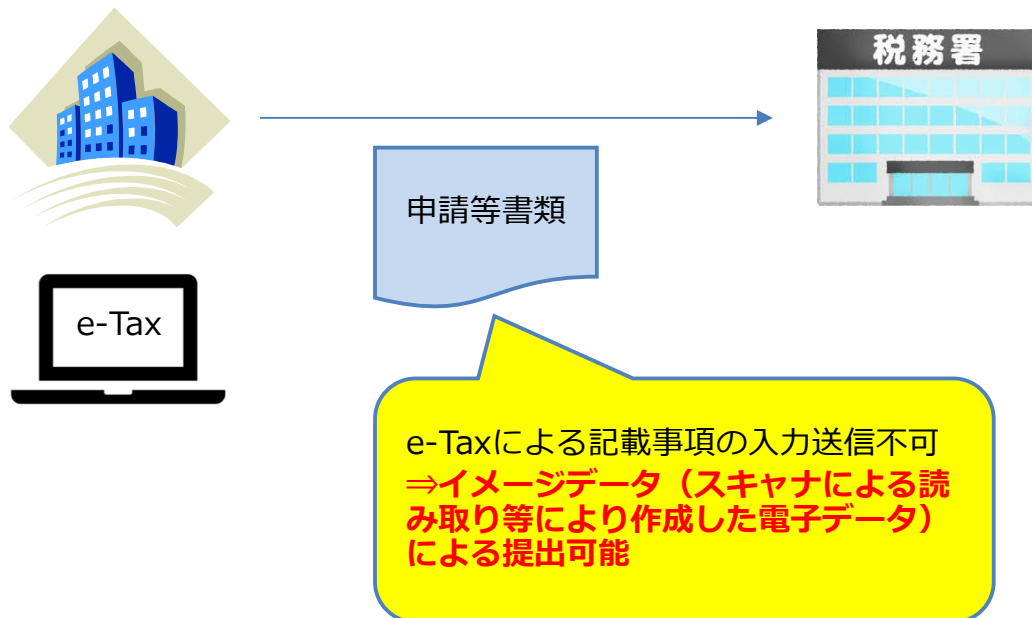 税務署
申請等書類
e-Tax
e-Taxによる記載事項の入力送信不可
⇒イメージデータ（スキャナによる読
み取り等により作成した電子データ）
による提出可能